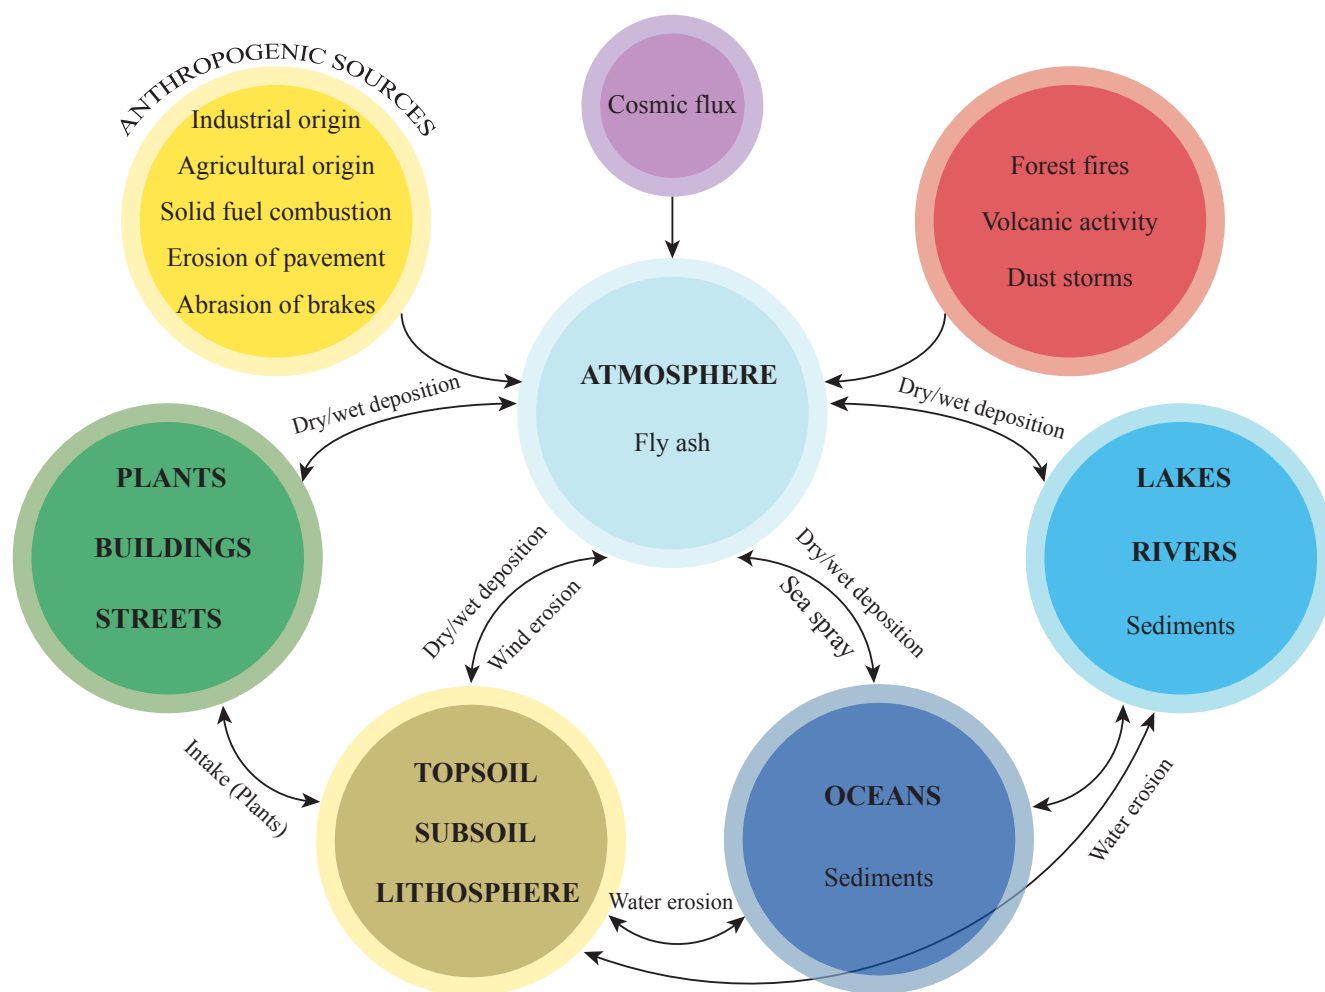 ANTHROPOGENIC SOURCES
Industrial origin
Agricultural origin
Solid fuel combustion
Erosion of pavement
Abrasion of brakes
Cosmic flux
Forest fires
Volcanic activity
Dust storms
ATMOSPHERE
Fly ash
Dry/wet deposition
Dry/wet deposition
PLANTS
BUILDINGS
STREETS
LAKES
RIVERS
Sediments
Dry/wet deposition
Wind erosion
Dry/wet deposition
Sea spray
Intake (Plants)
TOPSOIL
SUBSOIL
LITHOSPHERE
OCEANS
Sediments
Water erosion
Water erosion